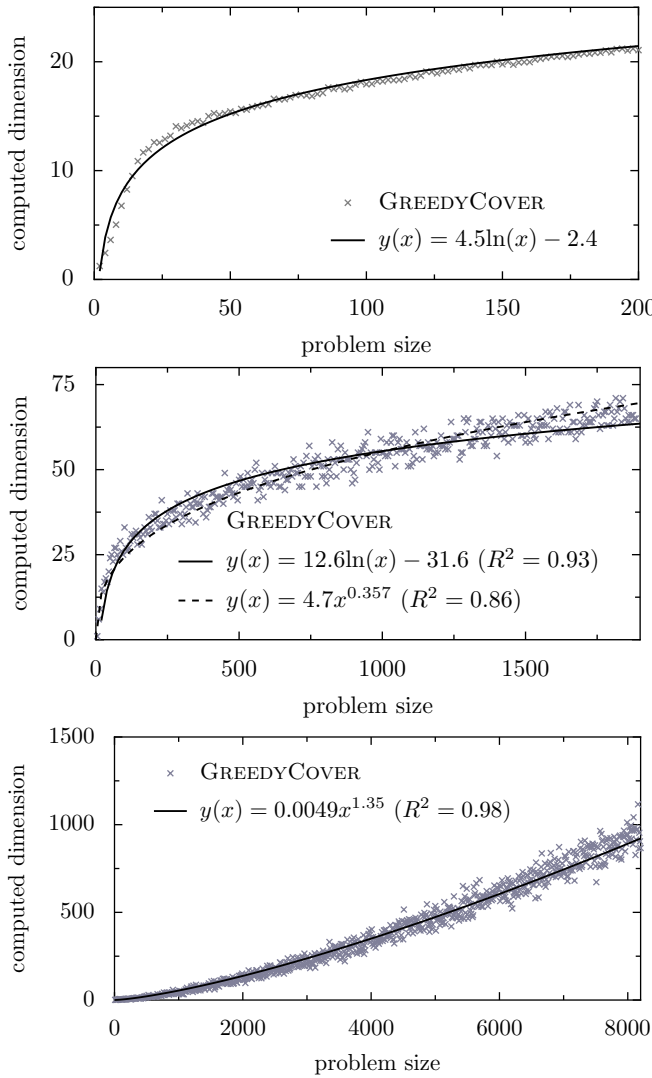 20
10
0
computed dimension
GREEDYCOVER
y(x) = 4.5ln(x) − 2.4
0 50 100 150 200
problem size
75
50
25
0
computed dimension
GREEDYCOVER
y(x) = 12.6ln(x) − 31.6 (R² = 0.93)
y(x) = 4.7x^0.357 (R² = 0.86)
0 500 1000 1500
problem size
1500
1000
500
0
computed dimension
GREEDYCOVER
y(x) = 0.0049x^1.35 (R² = 0.98)
0 2000 4000 6000 8000
problem size